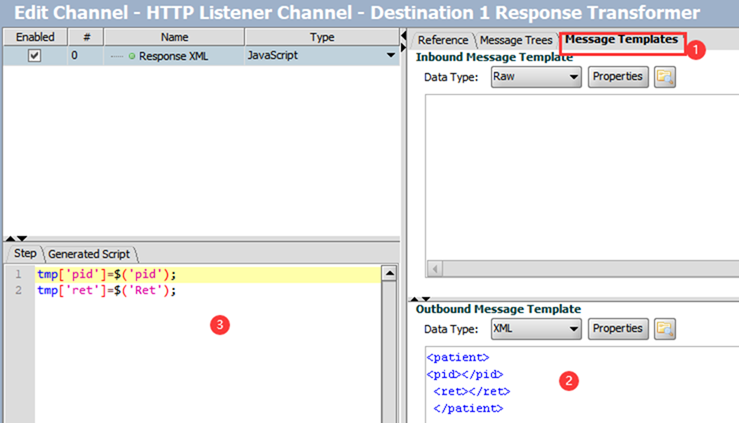 Edit Channel - HTTP Listener Channel - Destination 1 Response Transformer
Enabled # Name Type
0 Response XML JavaScript
Step Generated Script
1 tmp['pid']=$('pid');
2 tmp['ret']=$('Ret');
3
Reference Message Trees Message Templates
1
Inbound Message Template
Data Type: Raw Properties
Outbound Message Template
Data Type: XML Properties
<patient>
<pid></pid>
<ret></ret>
</patient>
2